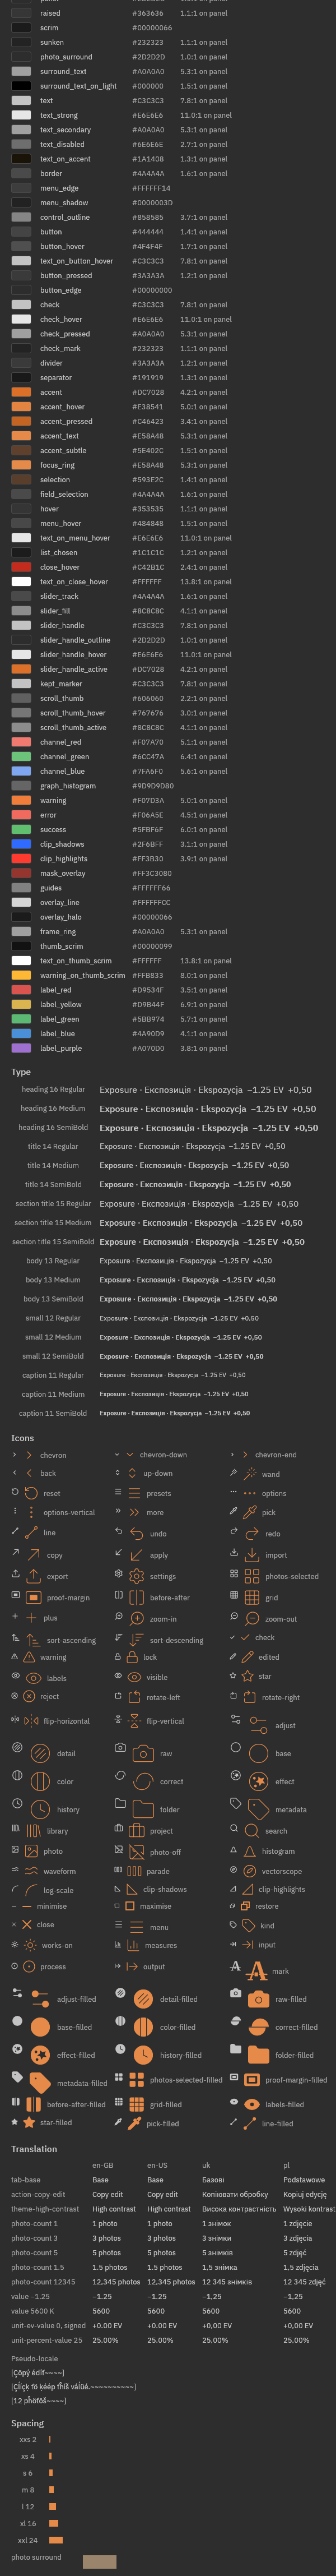 raised #363636 1.1:1 on panel
scrim #00000066
sunken #232323 1.1:1 on panel
photo_surround #2D2D2D 1.0:1 on panel
surround_text #A0A0A0 5.3:1 on panel
surround_text_on_light #000000 1.5:1 on panel
text #C3C3C3 7.8:1 on panel
text_strong #E6E6E6 11.0:1 on panel
text_secondary #A0A0A0 5.3:1 on panel
text_disabled #6E6E6E 2.7:1 on panel
text_on_accent #1A1408 1.3:1 on panel
border #4A4A4A 1.6:1 on panel
menu_edge #FFFFFF14
menu_shadow #0000003D
control_outline #858585 3.7:1 on panel
button #444444 1.4:1 on panel
button_hover #4F4F4F 1.7:1 on panel
text_on_button_hover #C3C3C3 7.8:1 on panel
button_pressed #3A3A3A 1.2:1 on panel
button_edge #00000000
check #C3C3C3 7.8:1 on panel
check_hover #E6E6E6 11.0:1 on panel
check_pressed #A0A0A0 5.3:1 on panel
check_mark #232323 1.1:1 on panel
divider #3A3A3A 1.2:1 on panel
separator #191919 1.3:1 on panel
accent #DC7028 4.2:1 on panel
accent_hover #E38541 5.0:1 on panel
accent_pressed #C46423 3.4:1 on panel
accent_text #E58A48 5.3:1 on panel
accent_subtle #5E402C 1.5:1 on panel
focus_ring #E58A48 5.3:1 on panel
selection #593E2C 1.4:1 on panel
field_selection #4A4A4A 1.6:1 on panel
hover #353535 1.1:1 on panel
menu_hover #484848 1.5:1 on panel
text_on_menu_hover #E6E6E6 11.0:1 on panel
list_chosen #1C1C1C 1.2:1 on panel
close_hover #C42B1C 2.4:1 on panel
text_on_close_hover #FFFFFF 13.8:1 on panel
slider_track #4A4A4A 1.6:1 on panel
slider_fill #8C8C8C 4.1:1 on panel
slider_handle #C3C3C3 7.8:1 on panel
slider_handle_outline #2D2D2D 1.0:1 on panel
slider_handle_hover #E6E6E6 11.0:1 on panel
slider_handle_active #DC7028 4.2:1 on panel
kept_marker #C3C3C3 7.8:1 on panel
scroll_thumb #606060 2.2:1 on panel
scroll_thumb_hover #767676 3.0:1 on panel
scroll_thumb_active #8C8C8C 4.1:1 on panel
channel_red #F07A70 5.1:1 on panel
channel_green #6CC47A 6.4:1 on panel
channel_blue #7FA6F0 5.6:1 on panel
graph_histogram #9D9D9D80
warning #F07D3A 5.0:1 on panel
error #F06A5E 4.5:1 on panel
success #5FBF6F 6.0:1 on panel
clip_shadows #2F6BFF 3.1:1 on panel
clip_highlights #FF3B30 3.9:1 on panel
mask_overlay #FF3C3080
guides #FFFFFF66
overlay_line #FFFFFFCC
overlay_halo #00000066
frame_ring #A0A0A0 5.3:1 on panel
thumb_scrim #00000099
text_on_thumb_scrim #FFFFFF 13.8:1 on panel
warning_on_thumb_scrim #FFB833 8.0:1 on panel
label_red #D9534F 3.5:1 on panel
label_yellow #D9B44F 6.9:1 on panel
label_green #5BB974 5.7:1 on panel
label_blue #4A90D9 4.1:1 on panel
label_purple #A070D0 3.8:1 on panel
Type
heading 16 Regular Exposure · Експозиція · Ekspozycja −1.25 EV +0,50
heading 16 Medium Exposure · Експозиція · Ekspozycja −1.25 EV +0,50
heading 16 SemiBold Exposure · Експозиція · Ekspozycja −1.25 EV +0,50
title 14 Regular Exposure · Експозиція · Ekspozycja −1.25 EV +0,50
title 14 Medium Exposure · Експозиція · Ekspozycja −1.25 EV +0,50
title 14 SemiBold Exposure · Експозиція · Ekspozycja −1.25 EV +0,50
section title 15 Regular Exposure · Експозиція · Ekspozycja −1.25 EV +0,50
section title 15 Medium Exposure · Експозиція · Ekspozycja −1.25 EV +0,50
section title 15 SemiBold Exposure · Експозиція · Ekspozycja −1.25 EV +0,50
body 13 Regular Exposure · Експозиція · Ekspozycja −1.25 EV +0,50
body 13 Medium Exposure · Експозиція · Ekspozycja −1.25 EV +0,50
body 13 SemiBold Exposure · Експозиція · Ekspozycja −1.25 EV +0,50
small 12 Regular Exposure · Експозиція · Ekspozycja −1.25 EV +0,50
small 12 Medium Exposure · Експозиція · Ekspozycja −1.25 EV +0,50
small 12 SemiBold Exposure · Експозиція · Ekspozycja −1.25 EV +0,50
caption 11 Regular Exposure · Експозиція · Ekspozycja −1.25 EV +0,50
caption 11 Medium Exposure · Експозиція · Ekspozycja −1.25 EV +0,50
caption 11 SemiBold Exposure · Експозиція · Ekspozycja −1.25 EV +0,50
Icons
chevron chevron-down chevron-end
back up-down wand
reset presets options
options-vertical more pick
line undo redo
copy apply import
export settings photos-selected
proof-margin before-after grid
plus zoom-in zoom-out
sort-ascending sort-descending check
warning lock edited
labels visible star
reject rotate-left rotate-right
flip-horizontal flip-vertical adjust
detail raw base
color correct effect
history folder metadata
library project search
photo photo-off histogram
waveform parade vectorscope
log-scale clip-shadows clip-highlights
minimise maximise restore
close menu kind
works-on measures input
process output mark
adjust-filled detail-filled raw-filled
base-filled color-filled correct-filled
effect-filled history-filled folder-filled
metadata-filled photos-selected-filled proof-margin-filled
before-after-filled grid-filled labels-filled
star-filled pick-filled line-filled
Translation
en-GB en-US uk pl
tab-base Base Base Базові Podstawowe
action-copy-edit Copy edit Copy edit Копіювати обробку Kopiuj edycję
theme-high-contrast High contrast High contrast Висока контрастність Wysoki kontrast
photo-count 1 1 photo 1 photo 1 знімок 1 zdjęcie
photo-count 3 3 photos 3 photos 3 знімки 3 zdjęcia
photo-count 5 5 photos 5 photos 5 знімків 5 zdjęć
photo-count 1.5 1.5 photos 1.5 photos 1,5 знімка 1,5 zdjęcia
photo-count 12345 12,345 photos 12,345 photos 12 345 знімків 12 345 zdjęć
value −1.25 −1.25 −1.25 −1,25 −1,25
value 5600 K 5600 5600 5600 5600
unit-ev-value 0, signed +0.00 EV +0.00 EV +0,00 EV +0,00 EV
unit-percent-value 25 25.00% 25.00% 25,00% 25,00%
Pseudo-locale
Spacing
xxs 2
xs 4
s 6
m 8
l 12
xl 16
xxl 24
photo surround